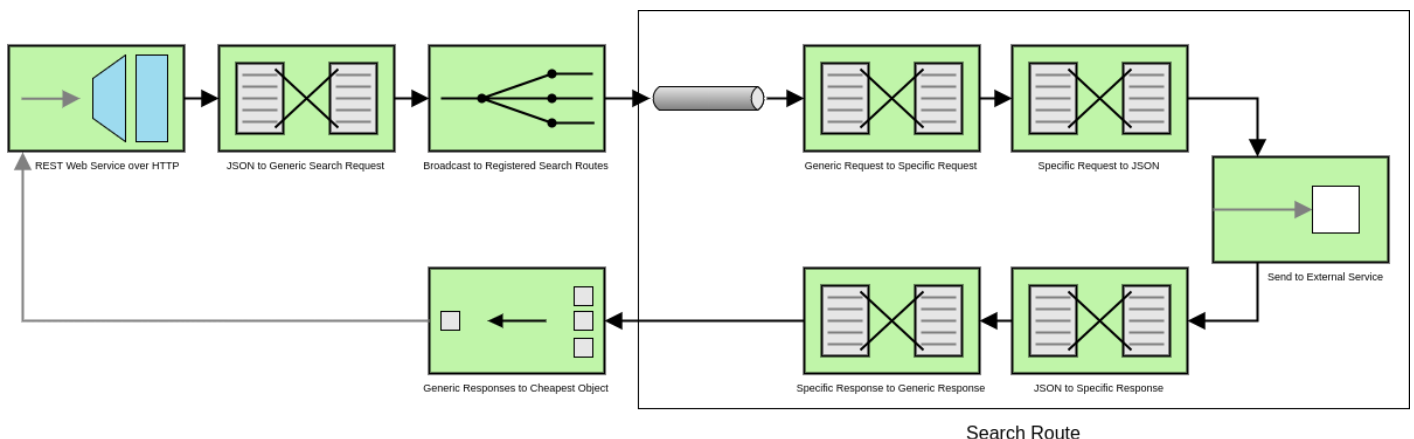 REST Web Service over HTTP
JSON to Generic Search Request
Broadcast to Registered Search Routes
Generic Request to Specific Request
Specific Request to JSON
Send to External Service
Generic Responses to Cheapest Object
Specific Response to Generic Response
JSON to Specific Response
Search Route